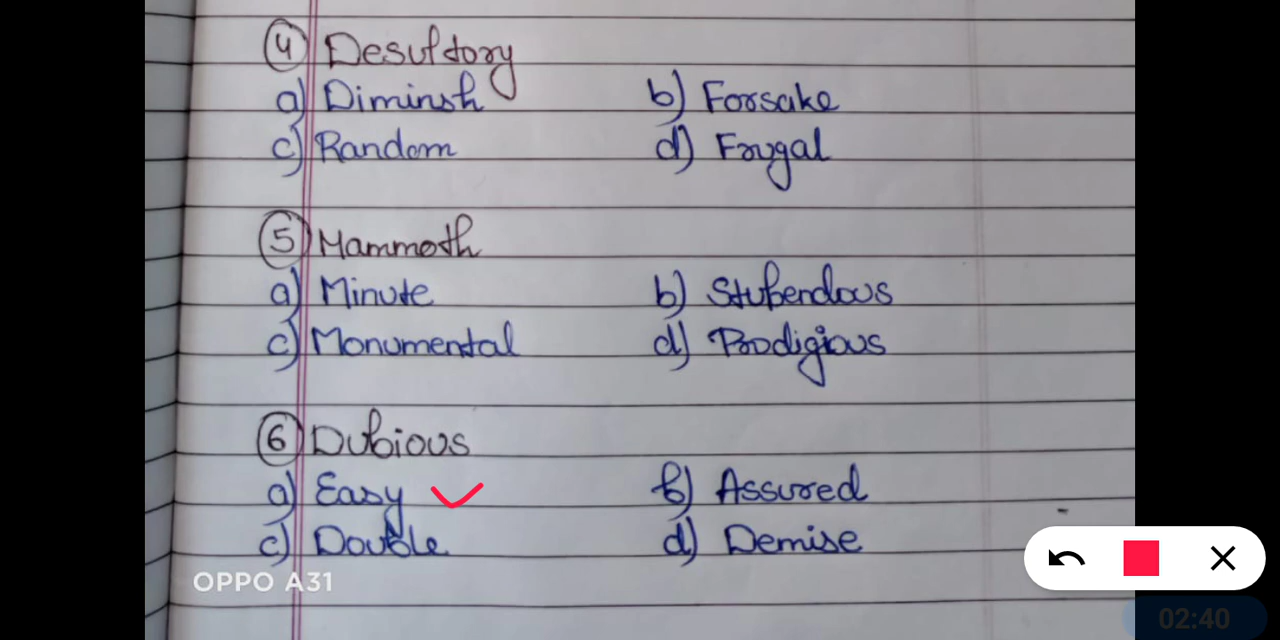 4 Desultory
a) Diminsh b) Forsake
c) Random d) Frugal
5 Mammoth
a) Minute b) Stupendous
c) Monumental d) Prodigious
6 Dubious
a) Easy b) Assured
c) Double d) Demise
OPPO A31
02:40